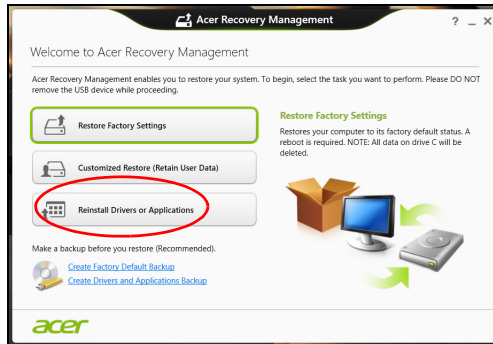 Acer Recovery Management
? _ X
Welcome to Acer Recovery Management
Acer Recovery Management enables you to restore your system. To begin, select the task you want to perform. Please DO NOT
remove the USB device while proceeding.
Restore Factory Settings
Customized Restore (Retain User Data)
Reinstall Drivers or Applications
Restore Factory Settings
Restores your computer to its factory default status. A
reboot is required. NOTE: All data on drive C will be
deleted.
Make a backup before you restore (Recommended).
Create Factory Default Backup
Create Drivers and Applications Backup
acer